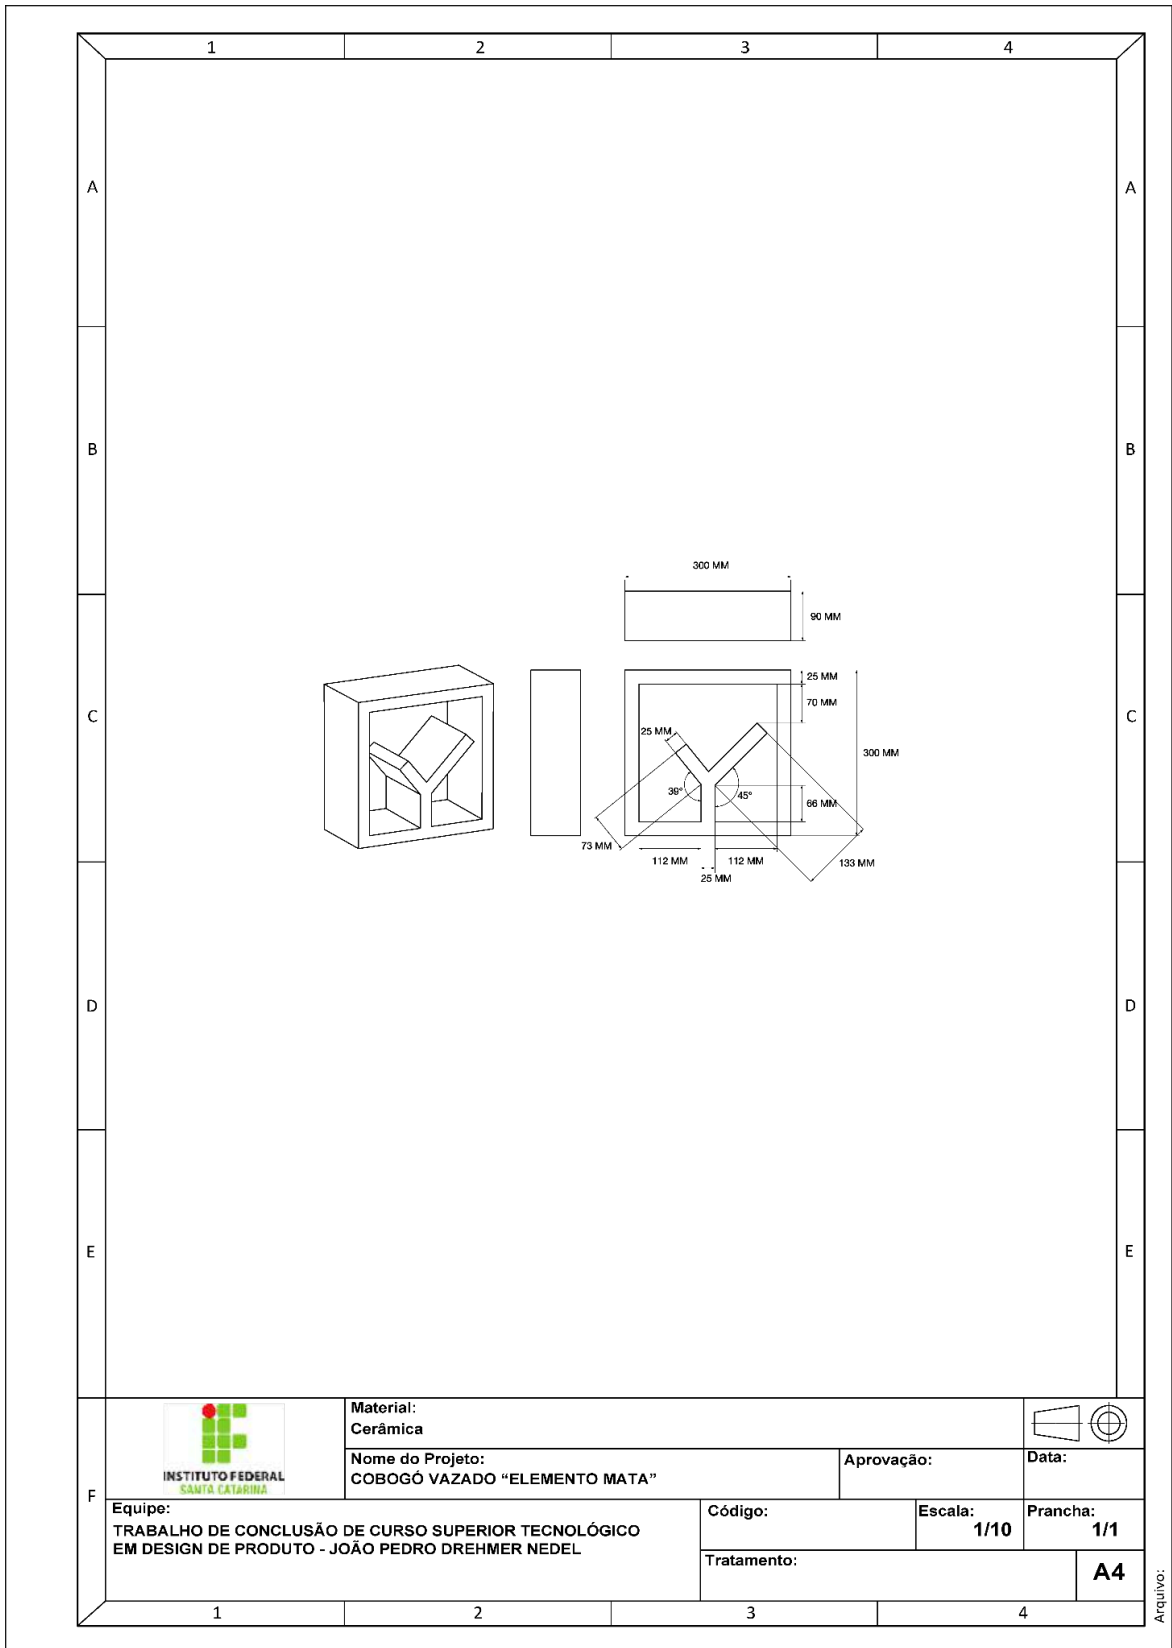 1 2 3 4
A A
B B
300 MM
90 MM
25 MM
70 MM
C C
25 MM
300 MM
39° 45°
66 MM
73 MM
112 MM 112 MM
133 MM
25 MM
D D
E E
Material:
Cerâmica
Nome do Projeto:
COBOGÓ VAZADO “ELEMENTO MATA”
Aprovação:
Data:
INSTITUTO FEDERAL
SANTA CATARINA
F
Equipe:
TRABALHO DE CONCLUSÃO DE CURSO SUPERIOR TECNOLÓGICO
EM DESIGN DE PRODUTO - JOÃO PEDRO DREHMER NEDEL
Código:
Escala:
1/10
Prancha:
1/1
Tratamento:
A4
Arquivo:
1 2 3 4